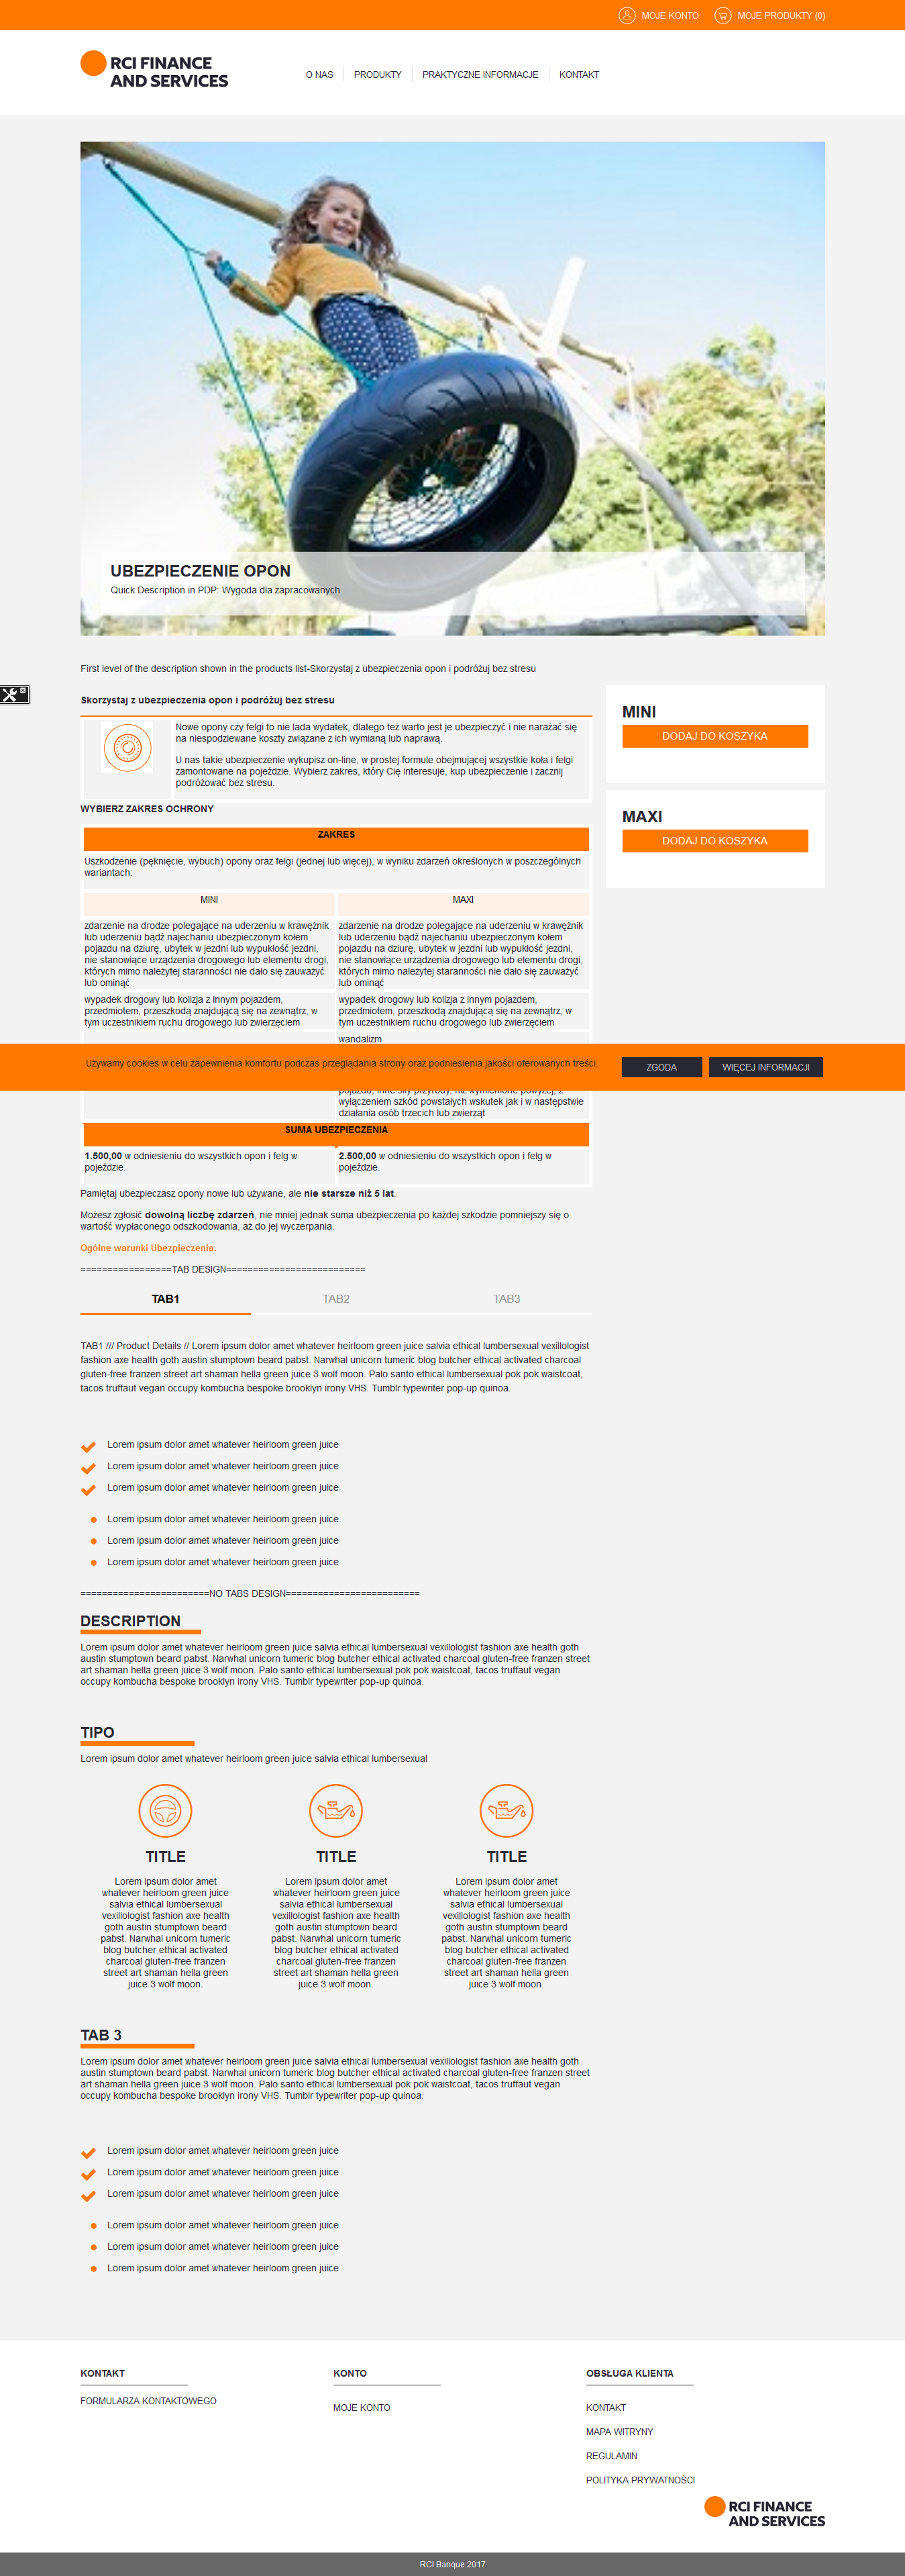 MOJE KONTO
MOJE PRODUKTY (0)
RCI FINANCE
AND SERVICES
O NAS
PRODUKTY
PRAKTYCZNE INFORMACJE
KONTAKT
UBEZPIECZENIE OPON
Quick Description in PDP: Wygoda dla zapracowanych
First level of the description shown in the products list-Skorzystaj z ubezpieczenia opon i podróżuj bez stresu
Skorzystaj z ubezpieczenia opon i podróżuj bez stresu
Nowe opony czy felgi to nie lada wydatek, dlatego też warto jest je ubezpieczyć i nie narażać się
na niespodziewane koszty związane z ich wymianą lub naprawą.
U nas takie ubezpieczenie wykupisz on-line, w prostej formule obejmującej wszystkie koła i felgi
zamontowane na pojeździe. Wybierz zakres, który Cię interesuje, kup ubezpieczenie i zacznij
podróżować bez stresu.
MINI
DODAJ DO KOSZYKA
MAXI
DODAJ DO KOSZYKA
WYBIERZ ZAKRES OCHRONY
ZAKRES
Uszkodzenie (pęknięcie, wybuch) opony oraz felgi (jednej lub więcej), w wyniku zdarzeń określonych w poszczególnych
wariantach:
MINI
MAXI
zdarzenie na drodze polegające na uderzeniu w krawężnik
lub uderzeniu bądź najechaniu ubezpieczonym kołem
pojazdu na dziurę, ubytek w jezdni lub wypukłość jezdni,
nie stanowiące urządzenia drogowego lub elementu drogi,
których mimo należytej staranności nie dało się zauważyć
lub ominąć
zdarzenie na drodze polegające na uderzeniu w krawężnik
lub uderzeniu bądź najechaniu ubezpieczonym kołem
pojazdu na dziurę, ubytek w jezdni lub wypukłość jezdni,
nie stanowiące urządzenia drogowego lub elementu drogi,
których mimo należytej staranności nie dało się zauważyć
lub ominąć
wypadek drogowy lub kolizja z innym pojazdem,
przedmiotem, przeszkodą znajdującą się na zewnątrz, w
tym uczestnikiem ruchu drogowego lub zwierzęciem
wypadek drogowy lub kolizja z innym pojazdem,
przedmiotem, przeszkodą znajdującą się na zewnątrz, w
tym uczestnikiem ruchu drogowego lub zwierzęciem
wandalizm
Używamy cookies w celu zapewnienia komfortu podczas przeglądania strony oraz podniesienia jakości oferowanych treści.
ZGODA
WIĘCEJ INFORMACJI
pojazdu, inne siły przyrody, niż wymienione powyżej, z
wyłączeniem szkód powstałych wskutek jak i w następstwie
działania osób trzecich lub zwierząt
SUMA UBEZPIECZENIA
1.500,00 w odniesieniu do wszystkich opon i felg w
pojeździe.
2.500,00 w odniesieniu do wszystkich opon i felg w
pojeździe.
Pamiętaj ubezpieczasz opony nowe lub używane, ale nie starsze niż 5 lat.
Możesz zgłosić dowolną liczbę zdarzeń, nie mniej jednak suma ubezpieczenia po każdej szkodzie pomniejszy się o
wartość wypłaconego odszkodowania, aż do jej wyczerpania.
Ogólne warunki Ubezpieczenia.
=================TAB DESIGN==========================
TAB1
TAB2
TAB3
TAB1 /// Product Details // Lorem ipsum dolor amet whatever heirloom green juice salvia ethical lumbersexual vexillologist
fashion axe health goth austin stumptown beard pabst. Narwhal unicorn tumeric blog butcher ethical activated charcoal
gluten-free franzen street art shaman hella green juice 3 wolf moon. Palo santo ethical lumbersexual pok pok waistcoat,
tacos truffaut vegan occupy kombucha bespoke brooklyn irony VHS. Tumblr typewriter pop-up quinoa.
Lorem ipsum dolor amet whatever heirloom green juice
Lorem ipsum dolor amet whatever heirloom green juice
Lorem ipsum dolor amet whatever heirloom green juice
Lorem ipsum dolor amet whatever heirloom green juice
Lorem ipsum dolor amet whatever heirloom green juice
Lorem ipsum dolor amet whatever heirloom green juice
========================NO TABS DESIGN=========================
DESCRIPTION
Lorem ipsum dolor amet whatever heirloom green juice salvia ethical lumbersexual vexillologist fashion axe health goth
austin stumptown beard pabst. Narwhal unicorn tumeric blog butcher ethical activated charcoal gluten-free franzen street
art shaman hella green juice 3 wolf moon. Palo santo ethical lumbersexual pok pok waistcoat, tacos truffaut vegan
occupy kombucha bespoke brooklyn irony VHS. Tumblr typewriter pop-up quinoa.
TIPO
Lorem ipsum dolor amet whatever heirloom green juice salvia ethical lumbersexual
TITLE
Lorem ipsum dolor amet
whatever heirloom green juice
salvia ethical lumbersexual
vexillologist fashion axe health
goth austin stumptown beard
pabst. Narwhal unicorn tumeric
blog butcher ethical activated
charcoal gluten-free franzen
street art shaman hella green
juice 3 wolf moon.
TITLE
Lorem ipsum dolor amet
whatever heirloom green juice
salvia ethical lumbersexual
vexillologist fashion axe health
goth austin stumptown beard
pabst. Narwhal unicorn tumeric
blog butcher ethical activated
charcoal gluten-free franzen
street art shaman hella green
juice 3 wolf moon.
TITLE
Lorem ipsum dolor amet
whatever heirloom green juice
salvia ethical lumbersexual
vexillologist fashion axe health
goth austin stumptown beard
pabst. Narwhal unicorn tumeric
blog butcher ethical activated
charcoal gluten-free franzen
street art shaman hella green
juice 3 wolf moon.
TAB 3
Lorem ipsum dolor amet whatever heirloom green juice salvia ethical lumbersexual vexillologist fashion axe health goth
austin stumptown beard pabst. Narwhal unicorn tumeric blog butcher ethical activated charcoal gluten-free franzen street
art shaman hella green juice 3 wolf moon. Palo santo ethical lumbersexual pok pok waistcoat, tacos truffaut vegan
occupy kombucha bespoke brooklyn irony VHS. Tumblr typewriter pop-up quinoa.
Lorem ipsum dolor amet whatever heirloom green juice
Lorem ipsum dolor amet whatever heirloom green juice
Lorem ipsum dolor amet whatever heirloom green juice
Lorem ipsum dolor amet whatever heirloom green juice
Lorem ipsum dolor amet whatever heirloom green juice
Lorem ipsum dolor amet whatever heirloom green juice
KONTAKT
FORMULARZA KONTAKTOWEGO
KONTO
MOJE KONTO
OBSŁUGA KLIENTA
KONTAKT
MAPA WITRYNY
REGULAMIN
POLITYKA PRYWATNOŚCI
RCI FINANCE
AND SERVICES
RCI Banque 2017